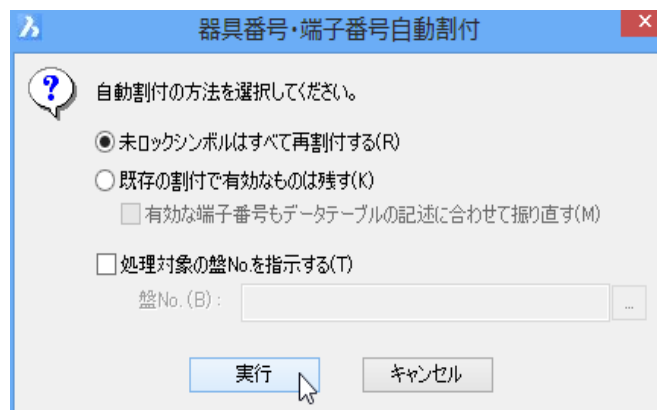 器具番号・端子番号自動割付
自動割付の方法を選択してください。
未ロックシンボルはすべて再割付する(R)
既存の割付で有効なものは残す(K)
有効な端子番号もデータテーブルの記述に合わせて振り直す(M)
処理対象の盤No.を指示する(T)
盤No.(B):
...
実行
キャンセル